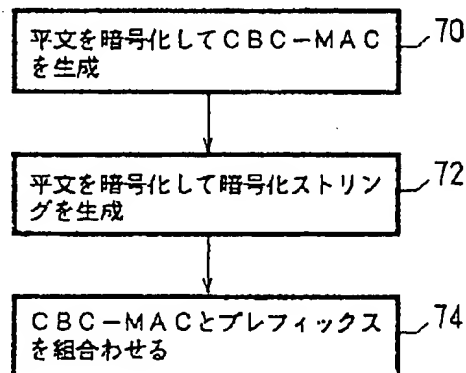 平文を暗号化してCBC-MAC
を生成
70
平文を暗号化して暗号化ストリン
グを生成
72
CBC-MACとプレフィックス
を組合わせる
74